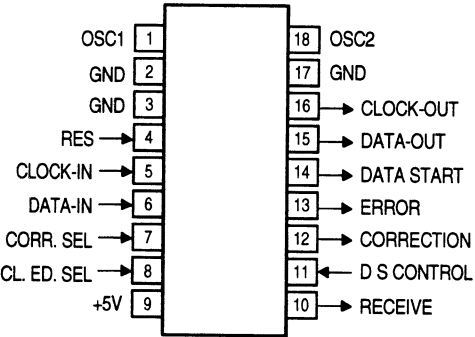 OSC1 1 18 OSC2
GND 2 17 GND
GND 3 16 CLOCK-OUT
RES 4 15 DATA-OUT
CLOCK-IN 5 14 DATA START
DATA-IN 6 13 ERROR
CORR. SEL 7 12 CORRECTION
CL. ED. SEL 8 11 D S CONTROL
+5V 9 10 RECEIVE